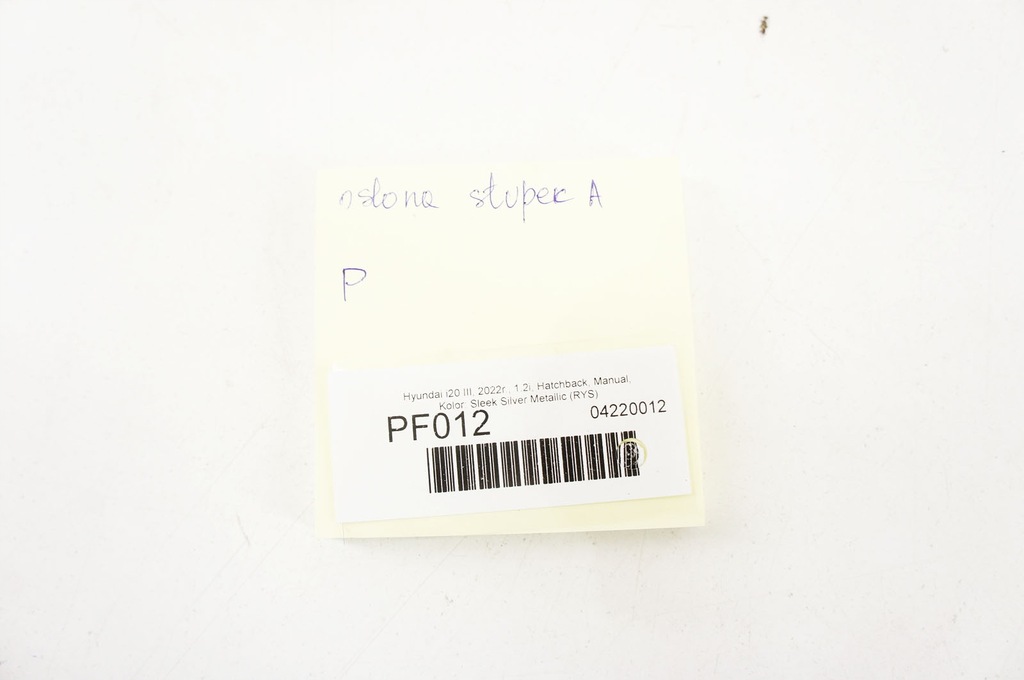 osłona słupek A
P
Hyundai i20 III, 2022r., 1.2i, Hatchback, Manual,
Kolor: Sleek Silver Metallic (RYS)
PF012 04220012